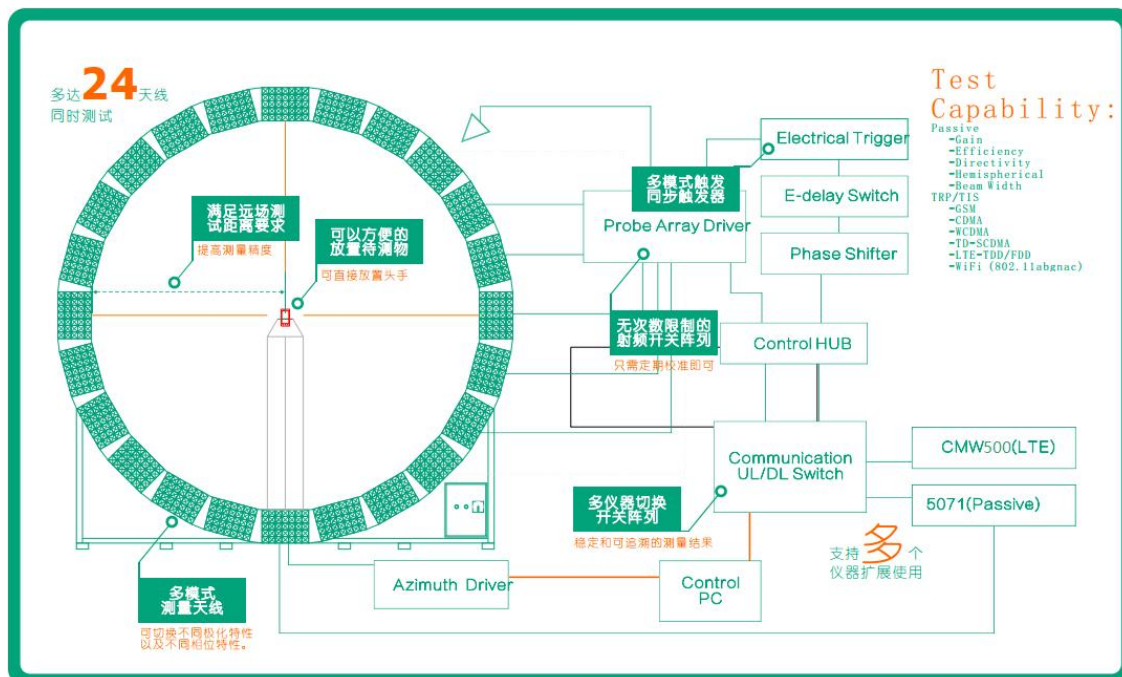 多达24天线
同时测试
满足远场测
试距离要求
提高测量精度
可以方便的
放量待测物
可直接放置头手
多模式触发
同步触发器
Electrical Trigger
E-delay Switch
Phase Shifter
Probe Array Driver
无次数限制的
射频开关阵列
只需定期校准即可
Control HUB
Communication
UL/DL Switch
多仪器切换
开关阵列
稳定和可追溯的测量结果
CMW500(LTE)
5071(Passive)
支持多个
仪器扩展使用
Azimuth Driver
Control
PC
多模式
测量天线
可切换不同极化特性
以及不同相位特性。
Test
Capability:
Passive
-Gain
-Efficiency
-Directivity
-Hemispherical
-Beam Width
TRP/TIS
-GSM
-CDMA
-WCDMA
-TD-SCDMA
-LTE-TDD/FDD
-WiFi (802.11abgnac)